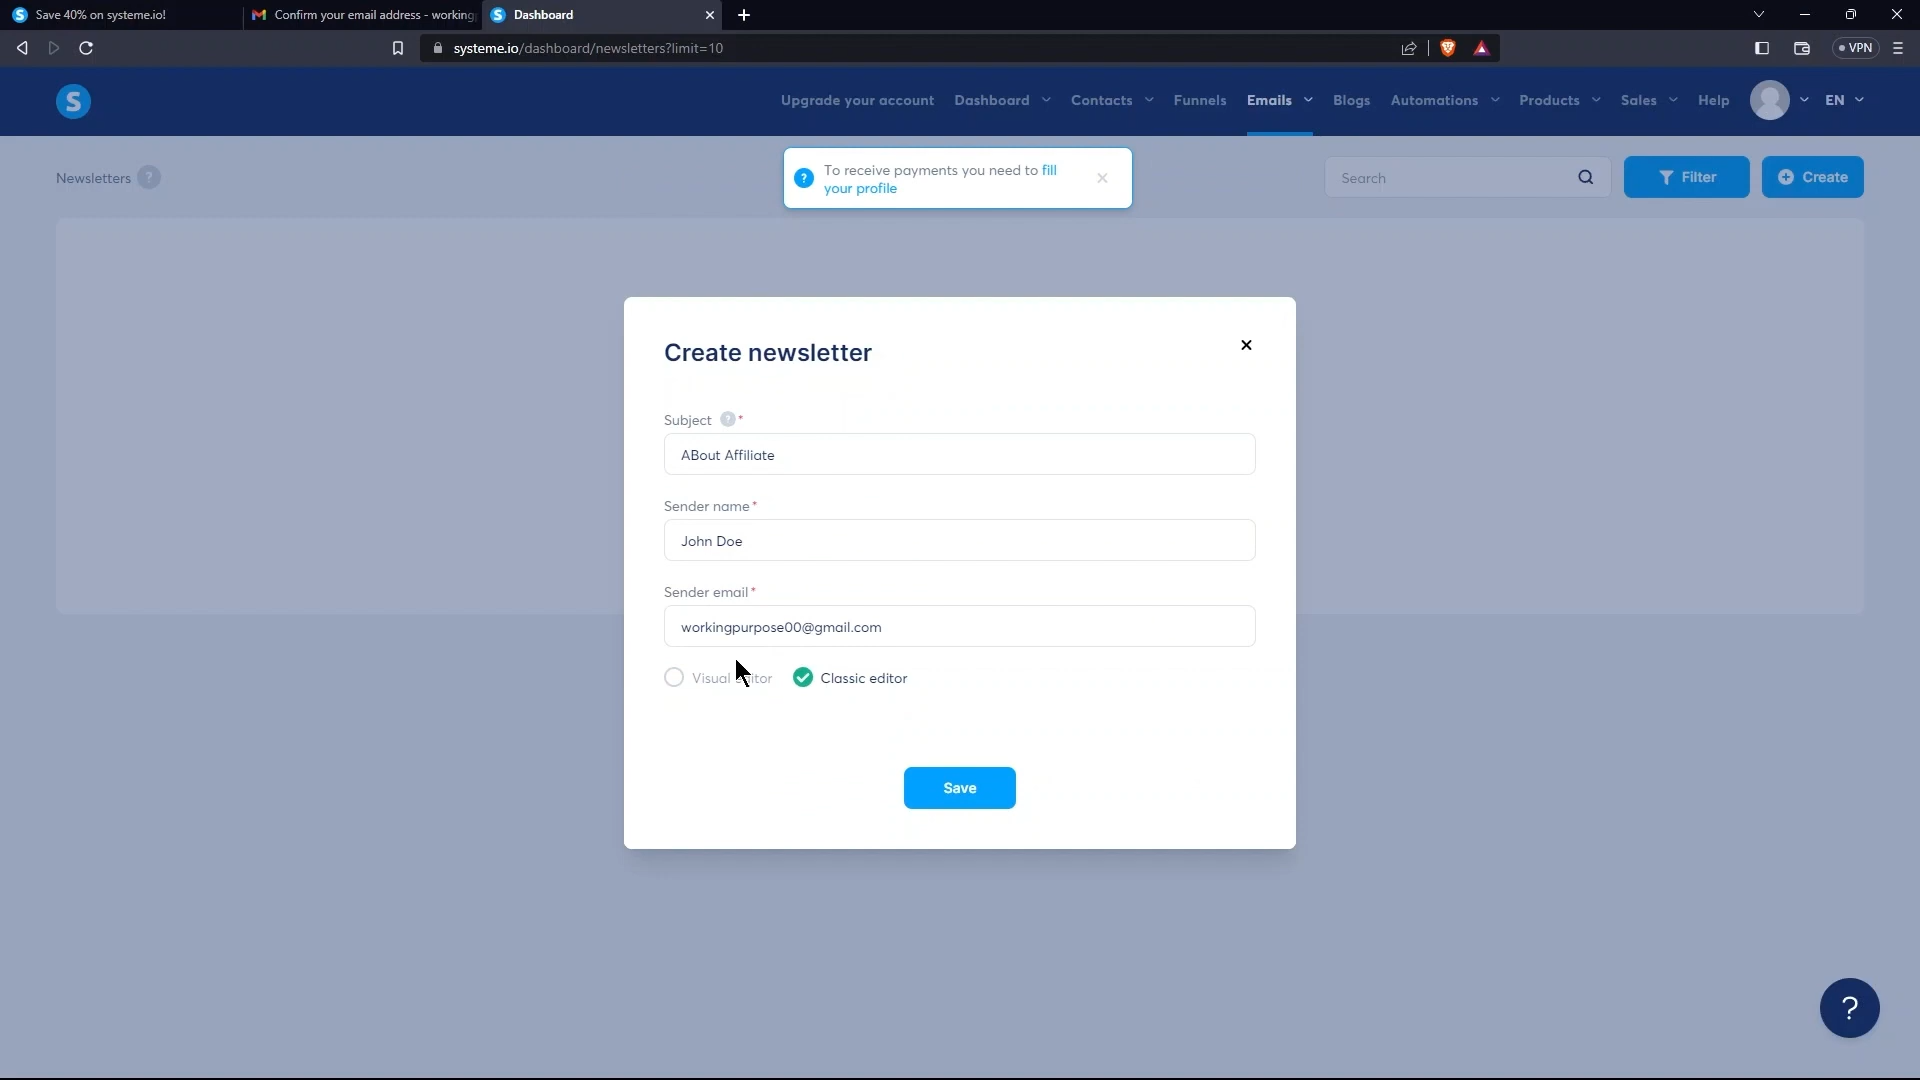 Save 40% on systeme.io!
Confirm your email address - working
Dashboard
systeme.io/dashboard/newsletters?limit=10
VPN
S
Upgrade your account
Dashboard
Contacts
Funnels
Emails
Blogs
Automations
Products
Sales
Help
EN
Newsletters ?
? To receive payments you need to fill
your profile
Search
Filter
Create
Create newsletter
Subject ? *
ABout Affiliate
Sender name *
John Doe
Sender email *
workingpurpose00@gmail.com
Visual
Classic editor
Save
?